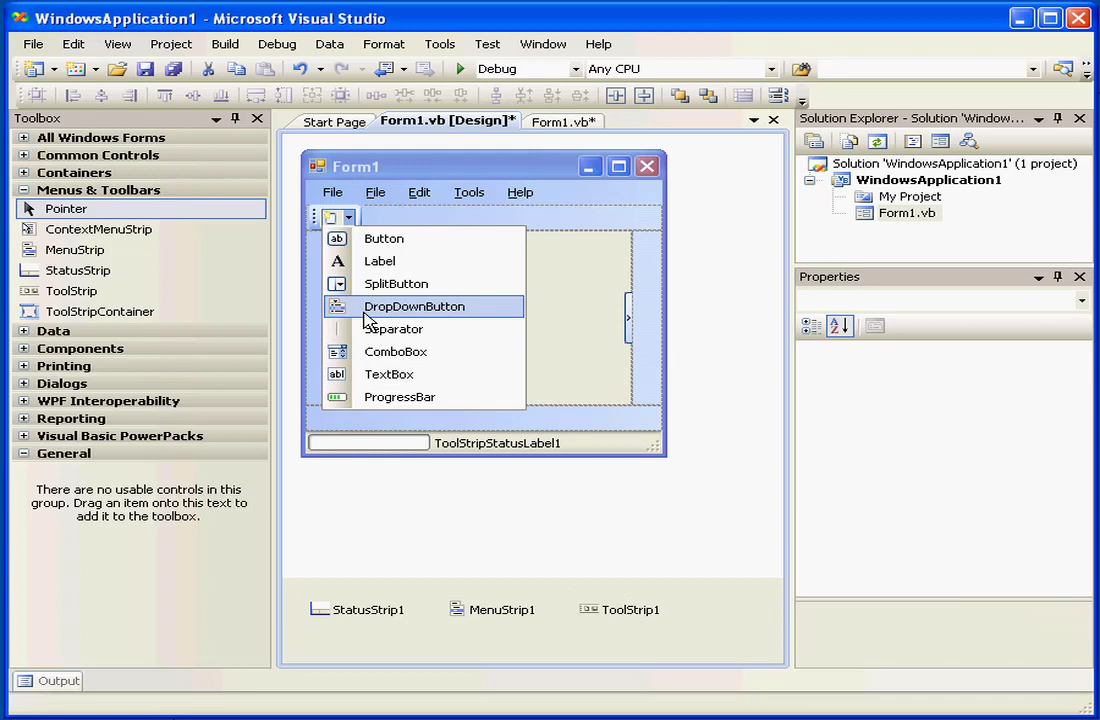 WindowsApplication1 - Microsoft Visual Studio
File Edit View Project Build Debug Data Format Tools Test Window Help
Debug Any CPU
Toolbox
All Windows Forms
Common Controls
Containers
Menus & Toolbars
Pointer
ContextMenuStrip
MenuStrip
StatusStrip
ToolStrip
ToolStripContainer
Data
Components
Printing
Dialogs
WPF Interoperability
Reporting
Visual Basic PowerPacks
General
There are no usable controls in this
group. Drag an item onto this text to
add it to the toolbox.
Start Page Form1.vb [Design]* Form1.vb*
Form1
File File Edit Tools Help
ab Button
A Label
SplitButton
DropDownButton
Separator
ComboBox
abl TextBox
ProgressBar
ToolStripStatusLabel1
StatusStrip1 MenuStrip1 ToolStrip1
Solution Explorer - Solution 'Window...
Solution 'WindowsApplication1' (1 project)
WindowsApplication1
My Project
Form1.vb
Properties
Output